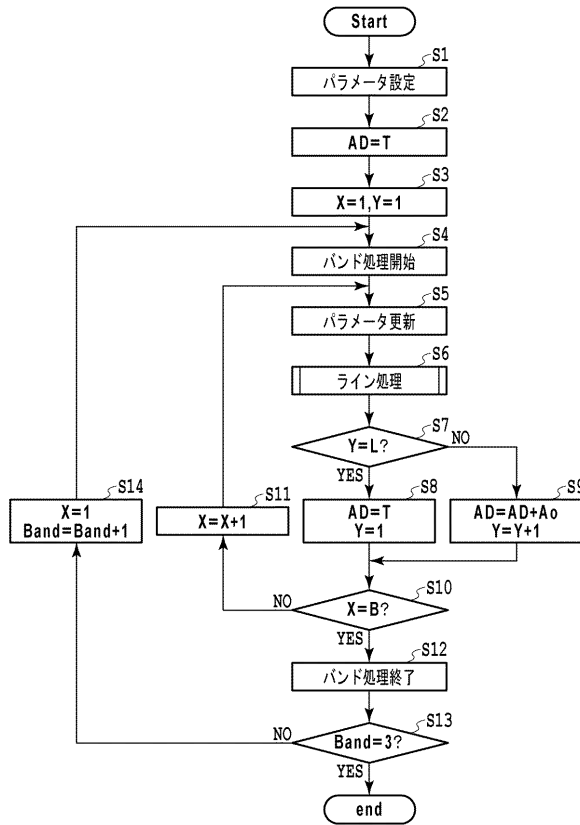 Start
S1
パラメータ設定
S2
AD=T
S3
X=1,Y=1
S4
バンド処理開始
S5
パラメータ更新
S6
ライン処理
S7
Y=L?
NO
YES
S14
X=1
Band=Band+1
S11
X=X+1
S8
AD=T
Y=1
S9
AD=AD+Ao
Y=Y+1
S10
X=B?
NO
YES
S12
バンド処理終了
S13
Band=3?
NO
YES
end